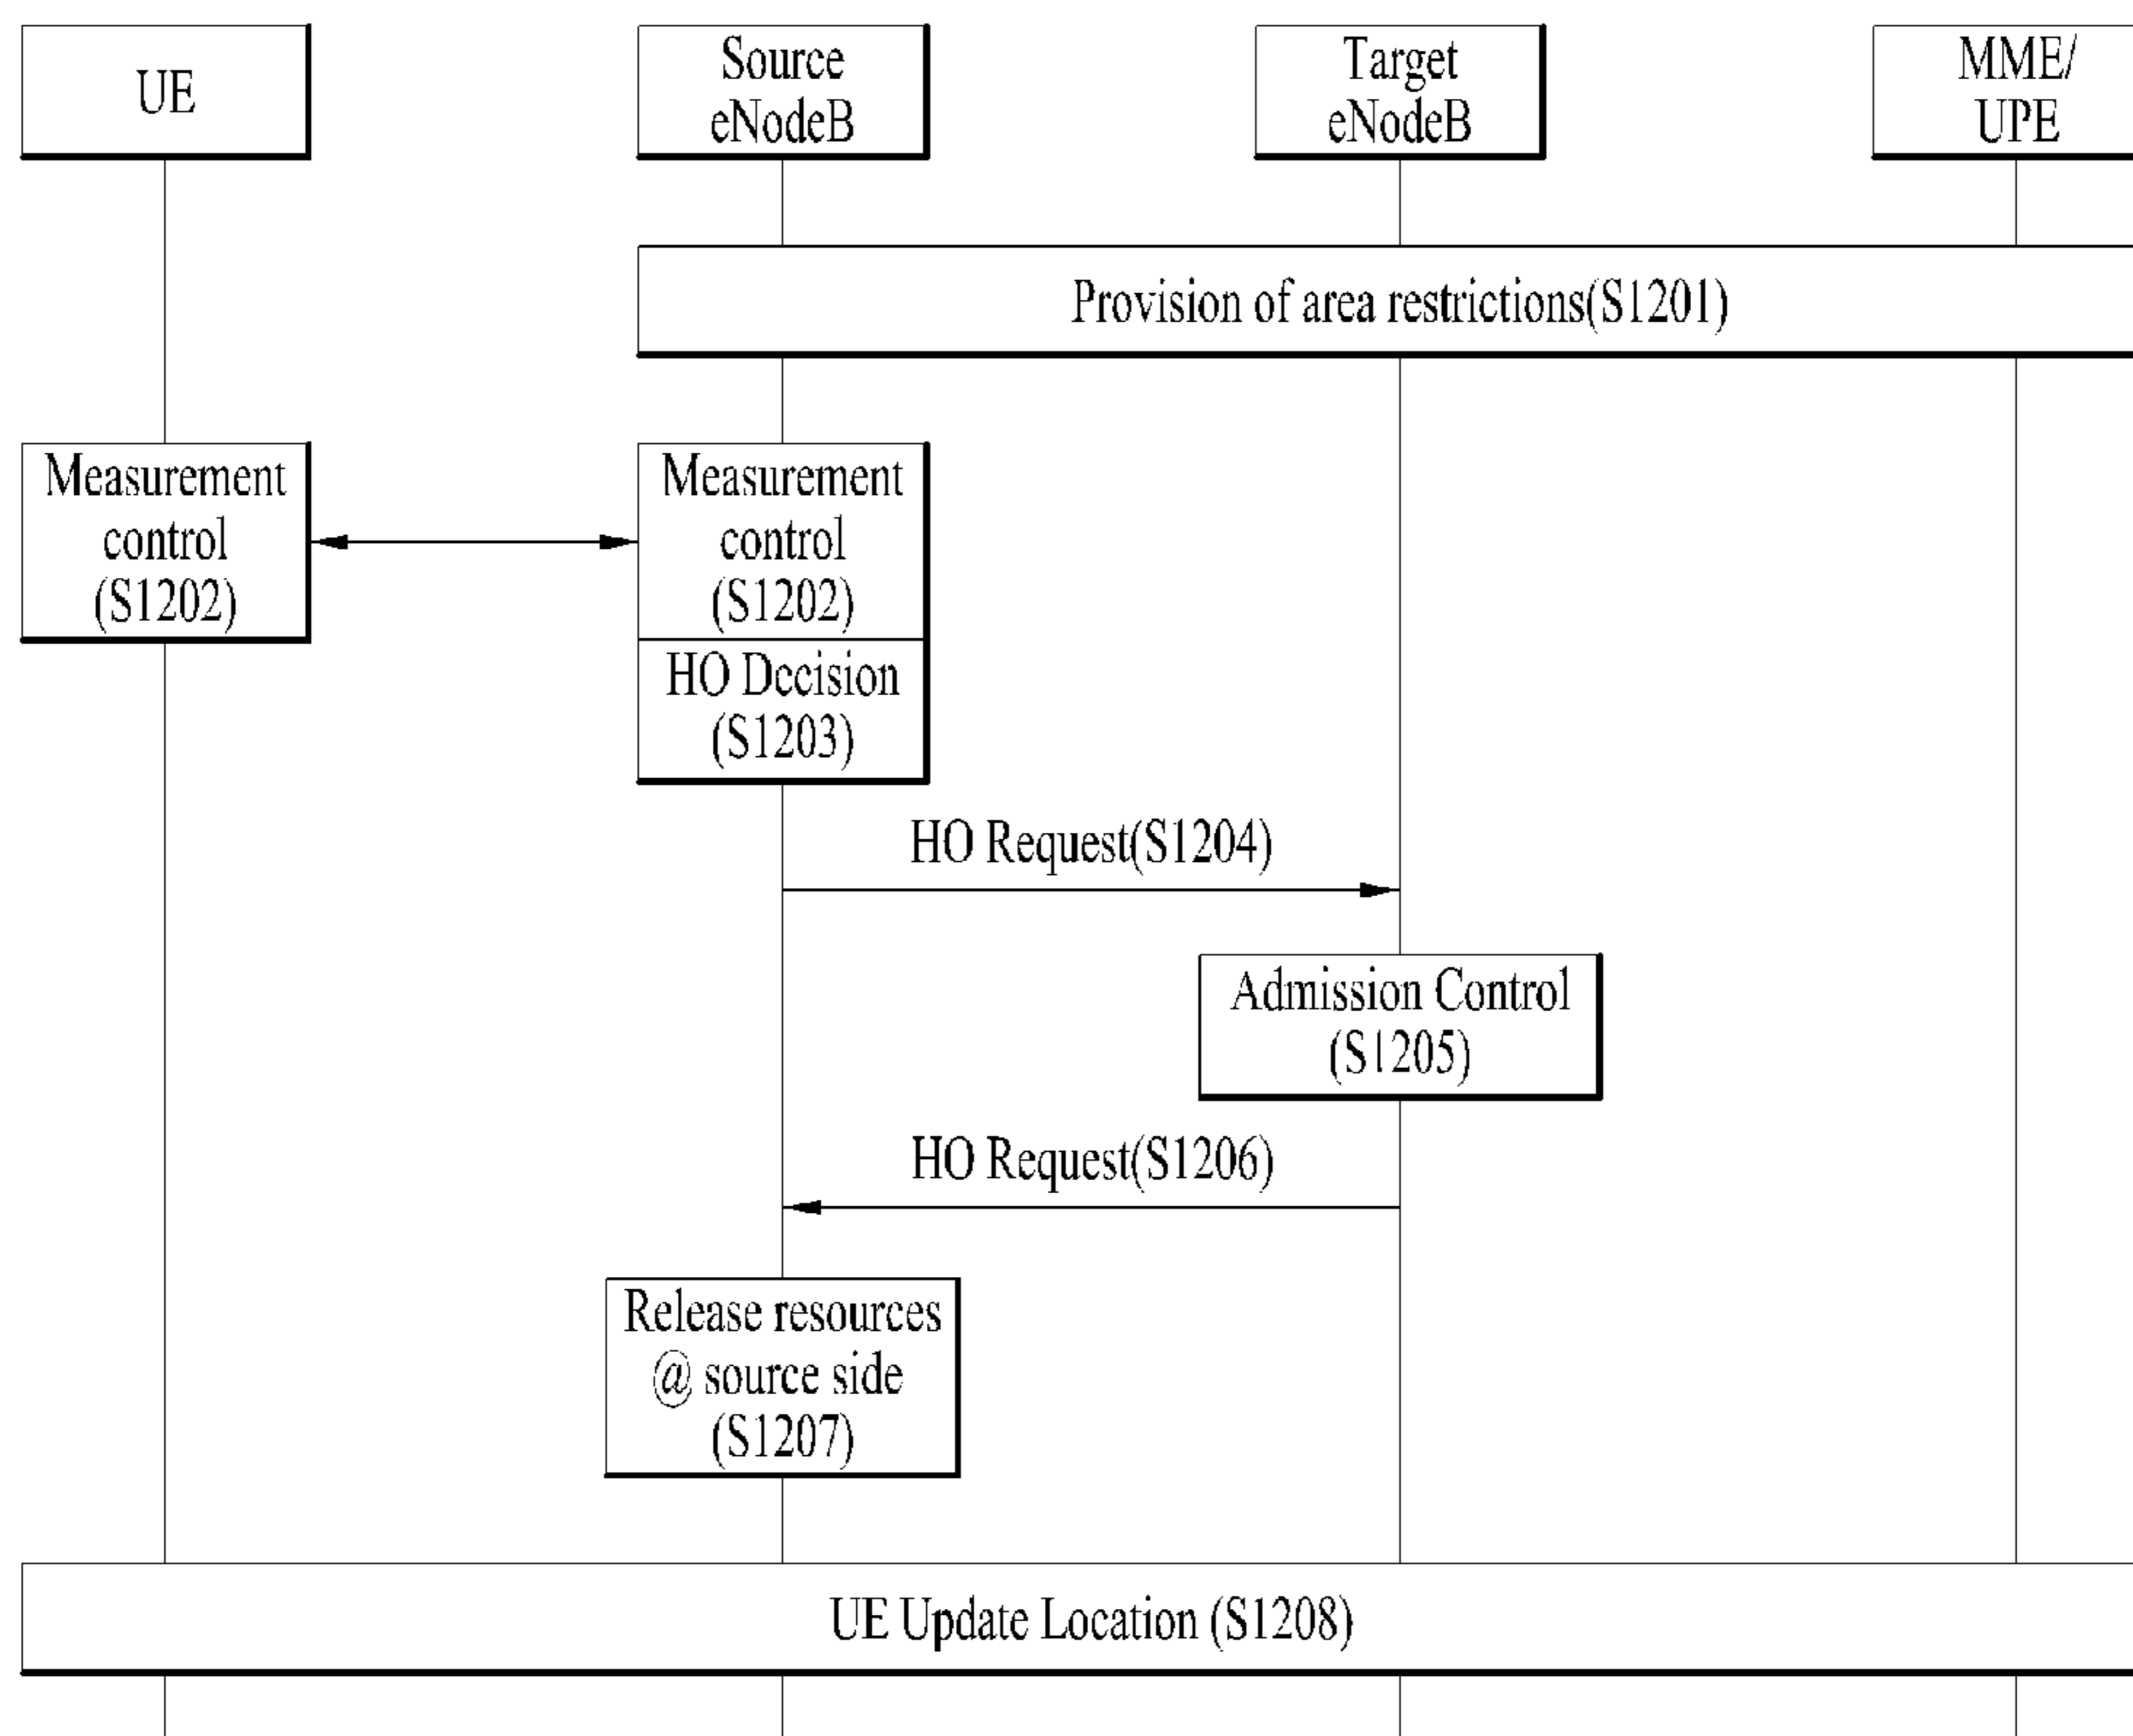 UE
Source
eNodeB
Target
eNodeB
MME/
UPE
Provision of area restrictions(S1201)
Measurement
control
(S1202)
Measurement
control
(S1202)
HO Decision
(S1203)
HO Request(S1204)
Admission Control
(S1205)
HO Request(S1206)
Release resources
@ source side
(S1207)
UE Update Location (S1208)